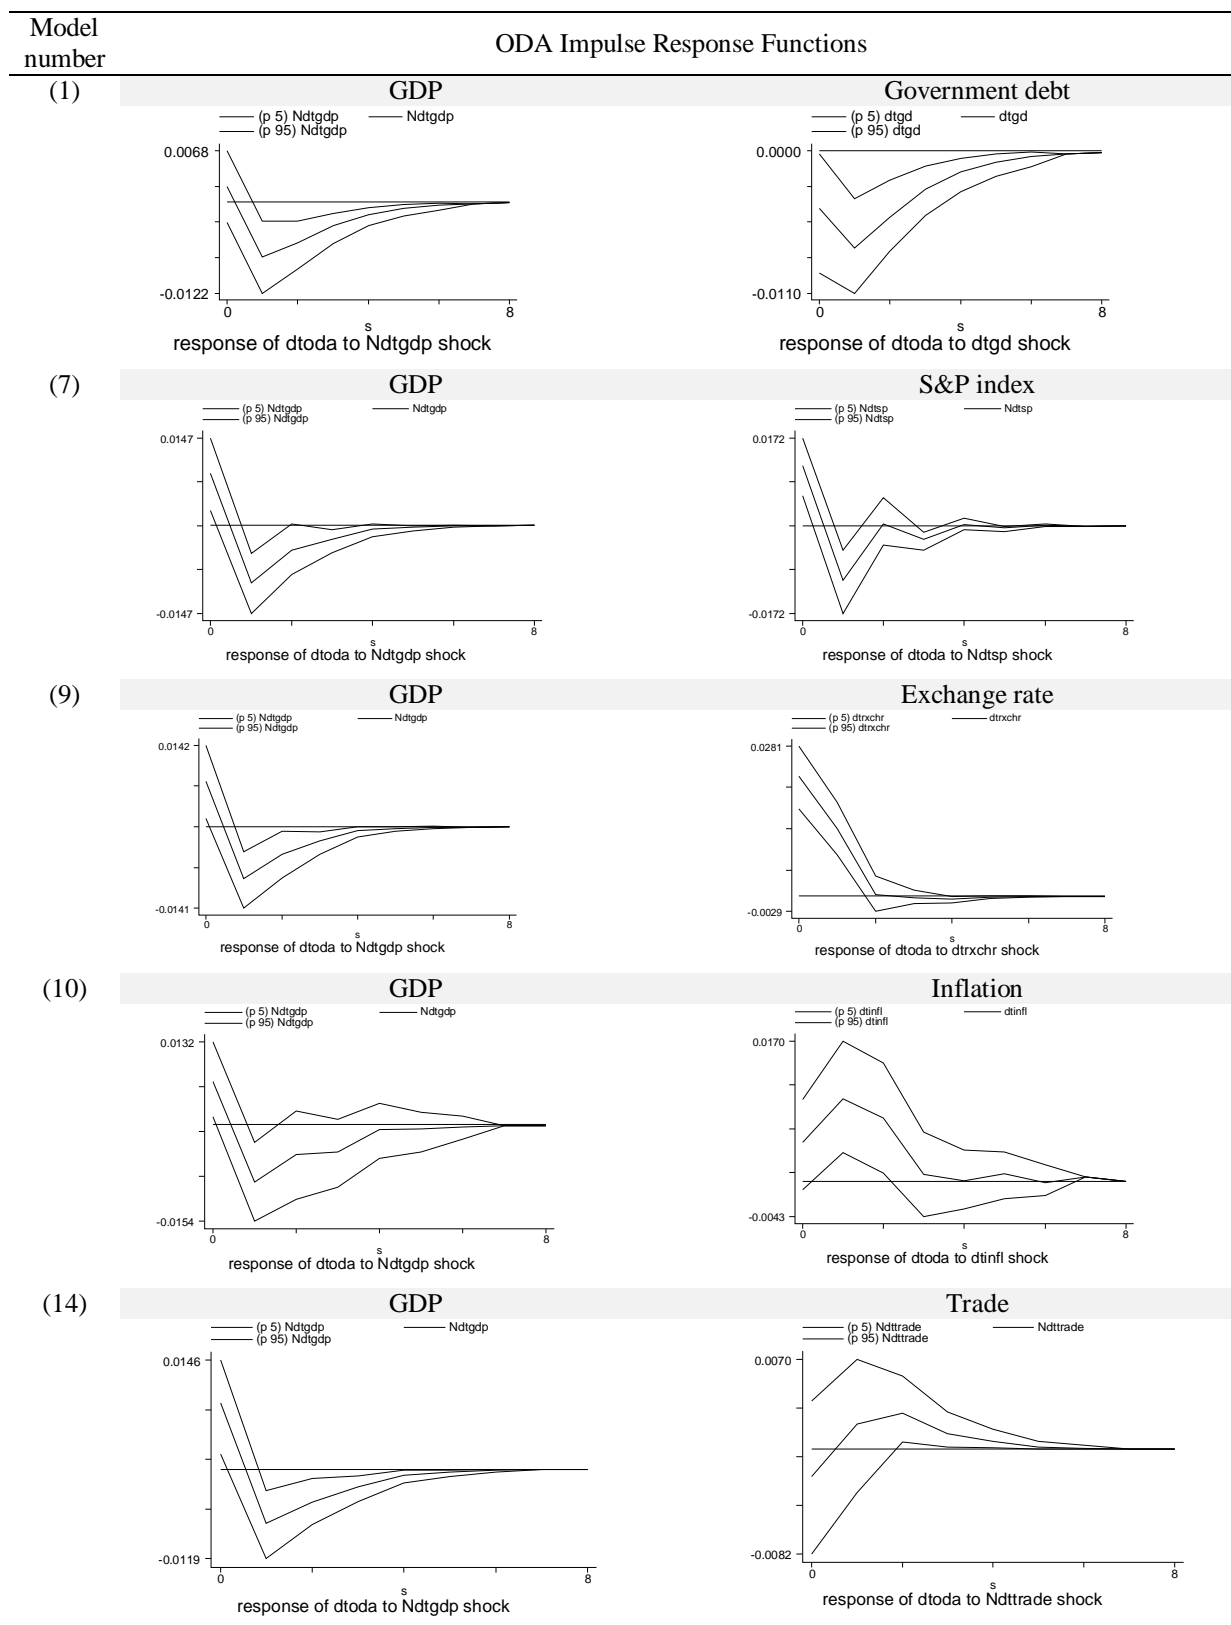 Model number
ODA Impulse Response Functions
(1)
GDP
Government debt
(p 5) Ndtgdp
Ndtgdp
(p 95) Ndtgdp
0.0068
-0.0122
0
8
s
response of dtoda to Ndtgdp shock
(p 5) dtgd
dtgd
(p 95) dtgd
0.0000
-0.0110
0
8
s
response of dtoda to dtgd shock
(7)
GDP
S&P index
(p 5) Ndtgdp
Ndtgdp
(p 95) Ndtgdp
0.0147
-0.0147
0
8
s
response of dtoda to Ndtgdp shock
(p 5) Ndtsp
Ndtsp
(p 95) Ndtsp
0.0172
-0.0172
0
8
s
response of dtoda to Ndtsp shock
(9)
GDP
Exchange rate
(p 5) Ndtgdp
Ndtgdp
(p 95) Ndtgdp
0.0142
-0.0141
0
8
s
response of dtoda to Ndtgdp shock
(p 5) dtrxchr
dtrxchr
(p 95) dtrxchr
0.0281
-0.0029
0
8
s
response of dtoda to dtrxchr shock
(10)
GDP
Inflation
(p 5) Ndtgdp
Ndtgdp
(p 95) Ndtgdp
0.0132
-0.0154
0
8
s
response of dtoda to Ndtgdp shock
(p 5) dtinfl
dtinfl
(p 95) dtinfl
0.0170
-0.0043
0
8
s
response of dtoda to dtinfl shock
(14)
GDP
Trade
(p 5) Ndtgdp
Ndtgdp
(p 95) Ndtgdp
0.0146
-0.0119
0
8
s
response of dtoda to Ndtgdp shock
(p 5) Ndttrade
Ndttrade
(p 95) Ndttrade
0.0070
-0.0082
0
8
s
response of dtoda to Ndttrade shock